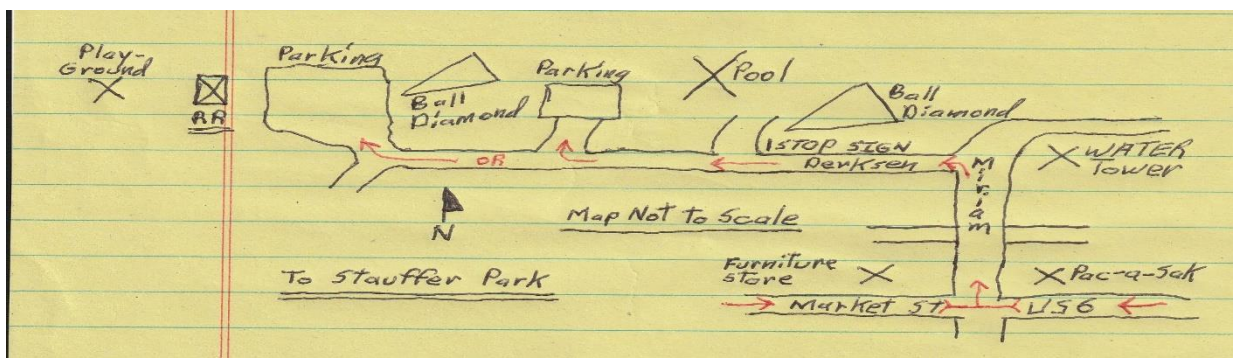 Play-
Ground
RR
Parking
Ball
Diamond
Parking
Pool
Ball
Diamond
1 STOP SIGN
Derksen
OR
Miriam
WATER
Tower
N
Map Not To Scale
To Stauffer Park
Furniture
Store
Pac-a-Sak
Market St
US6